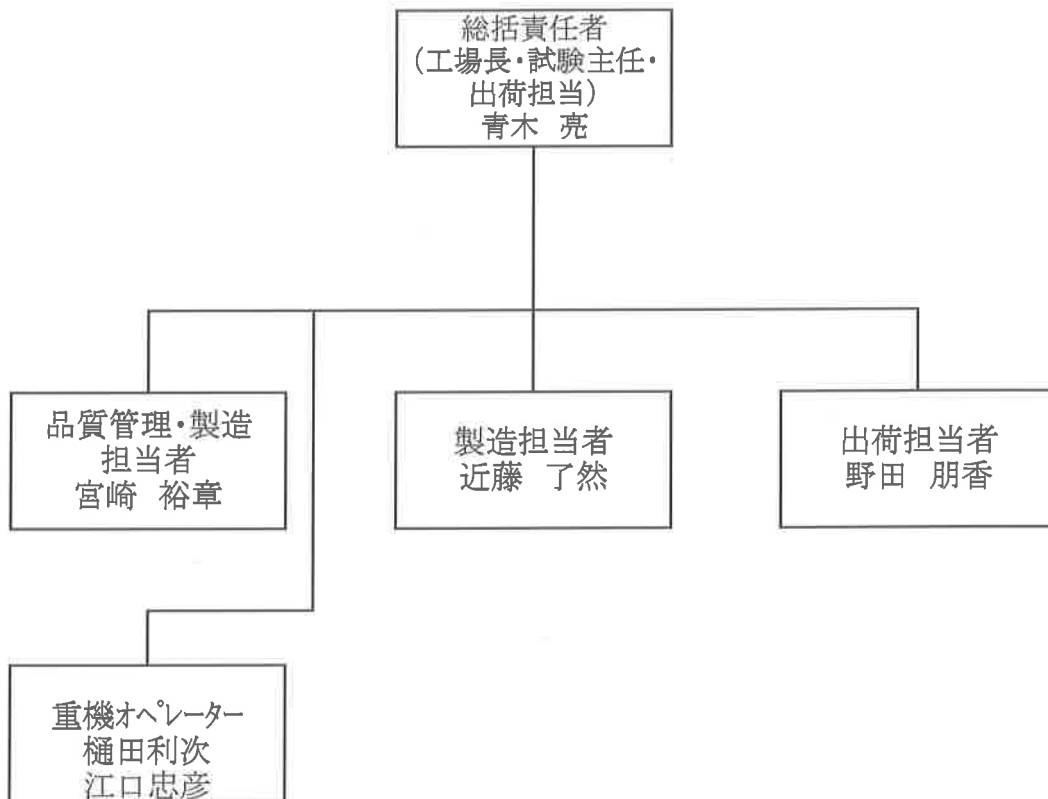 総括責任者
(工場長・試験主任・
出荷担当)
青木 亮
品質管理・製造
担当者
宮崎 裕章
製造担当者
近藤 了然
出荷担当者
野田 朋香
重機オペレーター
樋田利次
江口忠彦